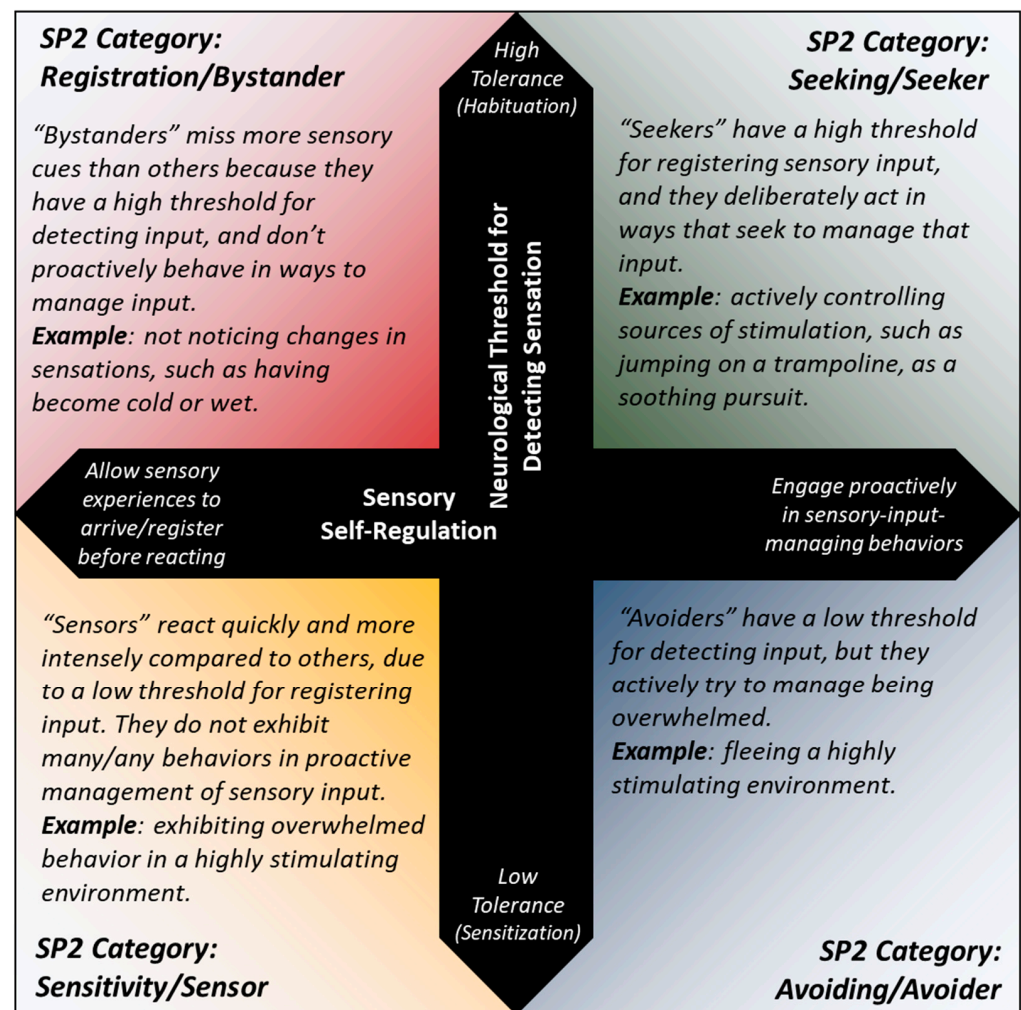 SP2 Category:
Registration/Bystander
“Bystanders” miss more sensory
cues than others because they
have a high threshold for
detecting input, and don’t
proactively behave in ways to
manage input.
Example: not noticing changes in
sensations, such as having
become cold or wet.
High
Tolerance
(Habituation)
SP2 Category:
Seeking/Seeker
“Seekers” have a high threshold
for registering sensory input,
and they deliberately act in
ways that seek to manage that
input.
Example: actively controlling
sources of stimulation, such as
jumping on a trampoline, as a
soothing pursuit.
Neurological Threshold for
Detecting Sensation
Allow sensory
experiences to
arrive/register
before reacting
Sensory
Self-Regulation
Engage proactively
in sensory-input-
managing behaviors
“Sensors” react quickly and more
intensely compared to others, due
to a low threshold for registering
input. They do not exhibit
many/any behaviors in proactive
management of sensory input.
Example: exhibiting overwhelmed
behavior in a highly stimulating
environment.
SP2 Category:
Sensitivity/Sensor
Low
Tolerance
(Sensitization)
“Avoiders” have a low threshold
for detecting input, but they
actively try to manage being
overwhelmed.
Example: fleeing a highly
stimulating environment.
SP2 Category:
Avoiding/Avoider